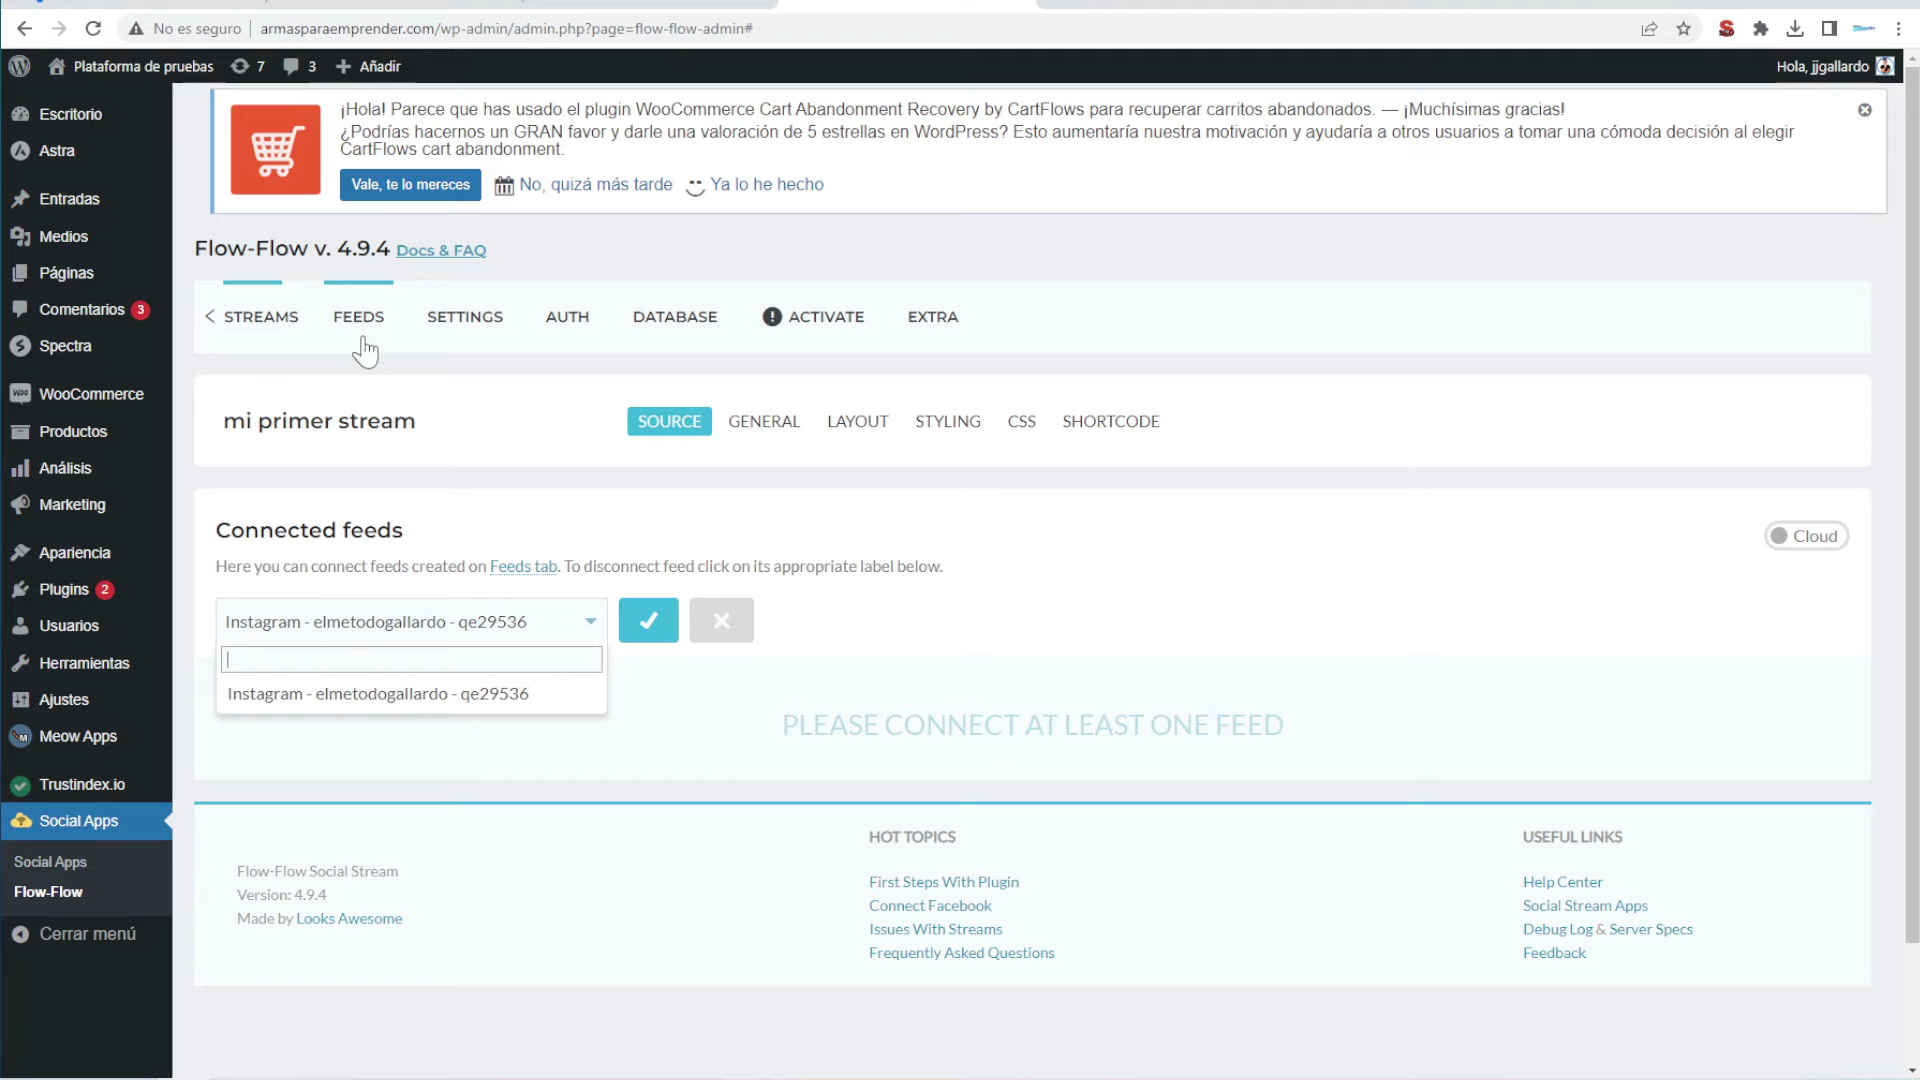 No es seguro
armasparaemprender.com/wp-admin/admin.php?page=flow-flow-admin#
Plataforma de pruebas
7
3
Añadir
Hola, jjgallardo
Escritorio
Astra
Entradas
Medios
Páginas
Comentarios 3
Spectra
WooCommerce
Productos
Análisis
Marketing
Apariencia
Plugins 2
Usuarios
Herramientas
Ajustes
Meow Apps
Trustindex.io
Social Apps
Social Apps
Flow-Flow
Cerrar menú
¡Hola! Parece que has usado el plugin WooCommerce Cart Abandonment Recovery by CartFlows para recuperar carritos abandonados. — ¡Muchísimas gracias!
¿Podrías hacernos un GRAN favor y darle una valoración de 5 estrellas en WordPress? Esto aumentaría nuestra motivación y ayudaría a otros usuarios a tomar una cómoda decisión al elegir
CartFlows cart abandonment.
Vale, te lo mereces
No, quizá más tarde
Ya lo he hecho
Flow-Flow v. 4.9.4 Docs & FAQ
STREAMS
FEEDS
SETTINGS
AUTH
DATABASE
ACTIVATE
EXTRA
mi primer stream
SOURCE
GENERAL
LAYOUT
STYLING
CSS
SHORTCODE
Connected feeds
Cloud
Here you can connect feeds created on Feeds tab. To disconnect feed click on its appropriate label below.
Instagram - elmetodogallardo - qe29536
Instagram - elmetodogallardo - qe29536
PLEASE CONNECT AT LEAST ONE FEED
Flow-Flow Social Stream
Version: 4.9.4
Made by Looks Awesome
HOT TOPICS
First Steps With Plugin
Connect Facebook
Issues With Streams
Frequently Asked Questions
USEFUL LINKS
Help Center
Social Stream Apps
Debug Log & Server Specs
Feedback